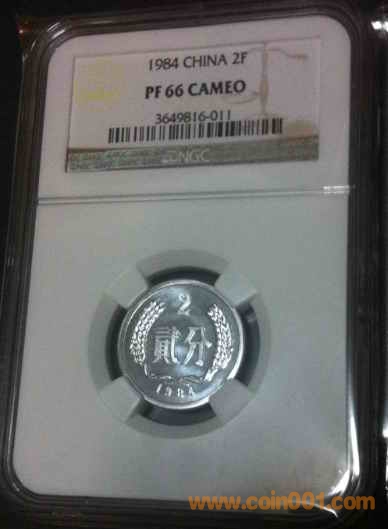 1984 CHINA 2F
PF 66 CAMEO
3649816-011
NGC
2
贰分
1984
www.coin001.com